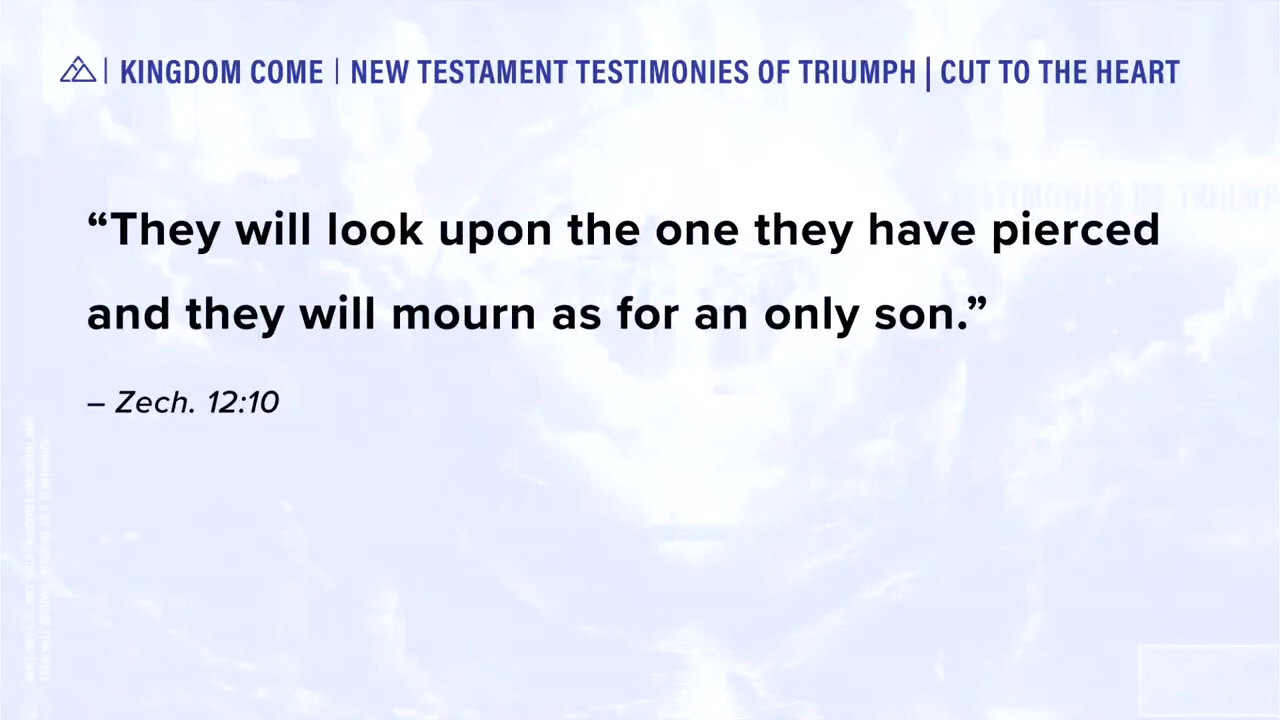 KINGDOM COME | NEW TESTAMENT TESTIMONIES OF TRIUMPH | CUT TO THE HEART
“They will look upon the one they have pierced
and they will mourn as for an only son.”
– Zech. 12:10